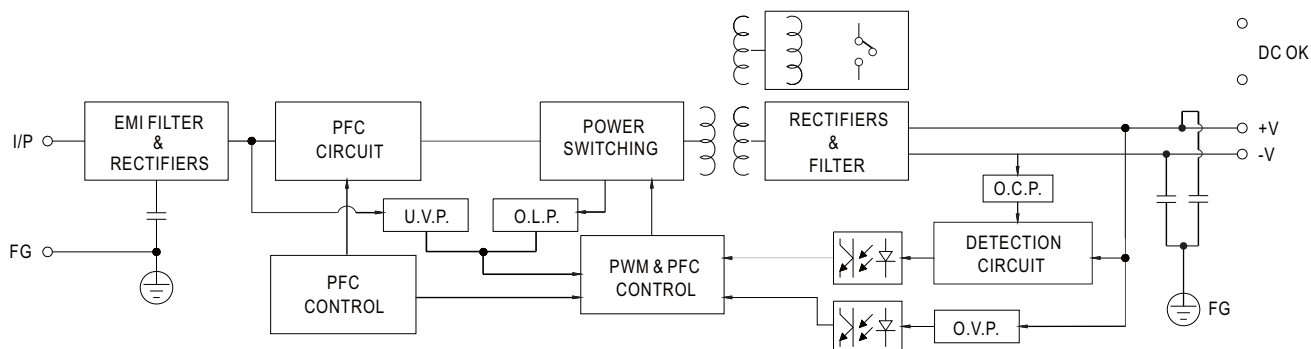 DC OK
I/P
EMI FILTER
&
RECTIFIERS
PFC
CIRCUIT
POWER
SWITCHING
RECTIFIERS
&
FILTER
+V
-V
O.C.P.
U.V.P.
O.L.P.
FG
DETECTION
CIRCUIT
PFC
CONTROL
PWM & PFC
CONTROL
O.V.P.
FG